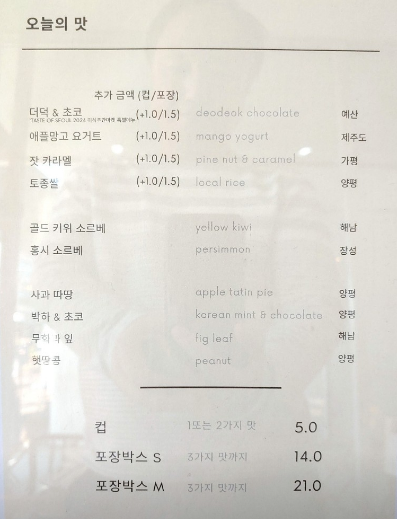 오늘의 맛
추가 금액 (컵/포장)
더덕 & 초코 (+1.0/1.5) deodeok chocolate 예산
애플망고 요거트 (+1.0/1.5) mango yogurt 제주도
잣 카라멜 (+1.0/1.5) pine nut & caramel 가평
토종쌀 (+1.0/1.5) local rice 양평
골드 키위 소르베 yellow kiwi 해남
홍시 소르베 persimmon 장성
사과 따땅 apple tatin pie 양평
박하 & 초코 korean mint & chocolate 양평
무화과 잎 fig leaf 해남
햇땅콩 peanut 양평
컵 1또는 2가지 맛 5.0
포장박스 S 3가지 맛까지 14.0
포장박스 M 3가지 맛까지 21.0